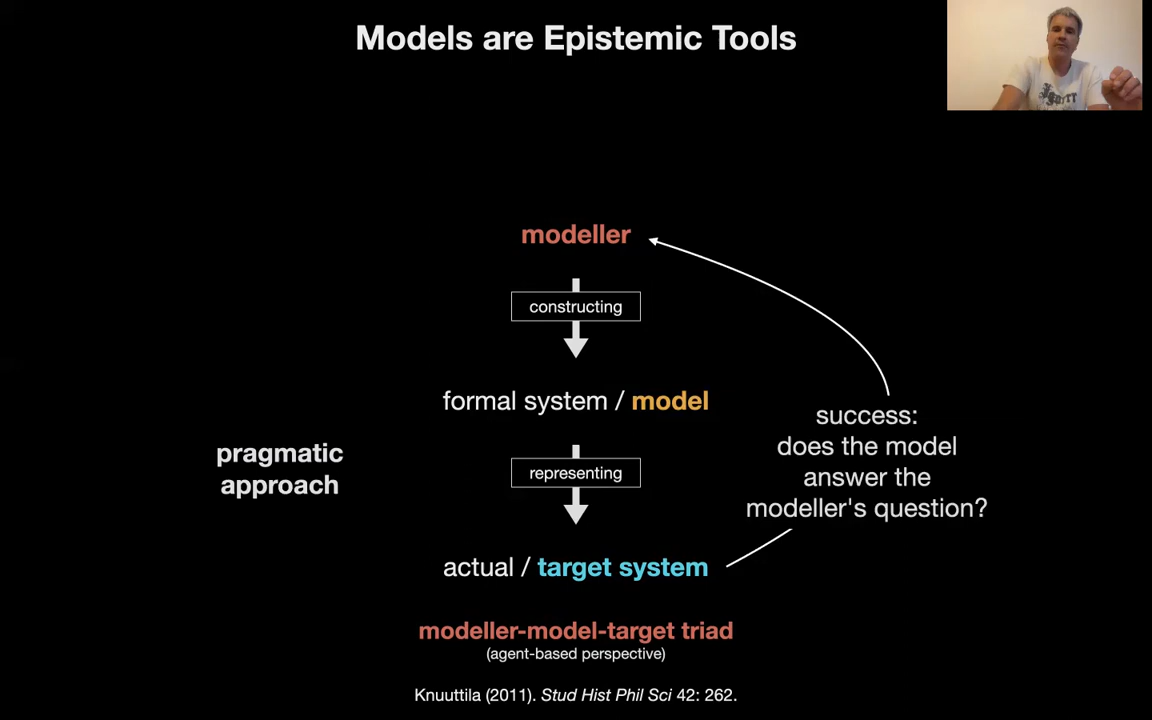 Models are Epistemic Tools
modeller
constructing
formal system / model
success:
does the model
answer the
modeller's question?
pragmatic
approach
representing
actual / target system
modeller-model-target triad
(agent-based perspective)
Knuuttila (2011). Stud Hist Phil Sci 42: 262.